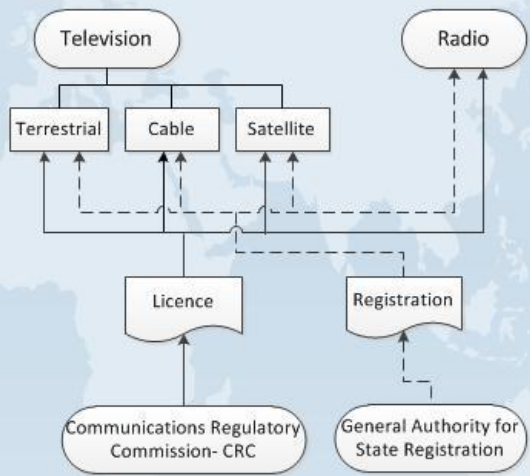 Television
Radio
Terrestrial
Cable
Satellite
Licence
Registration
Communications Regulatory
Commission- CRC
General Authority for
State Registration